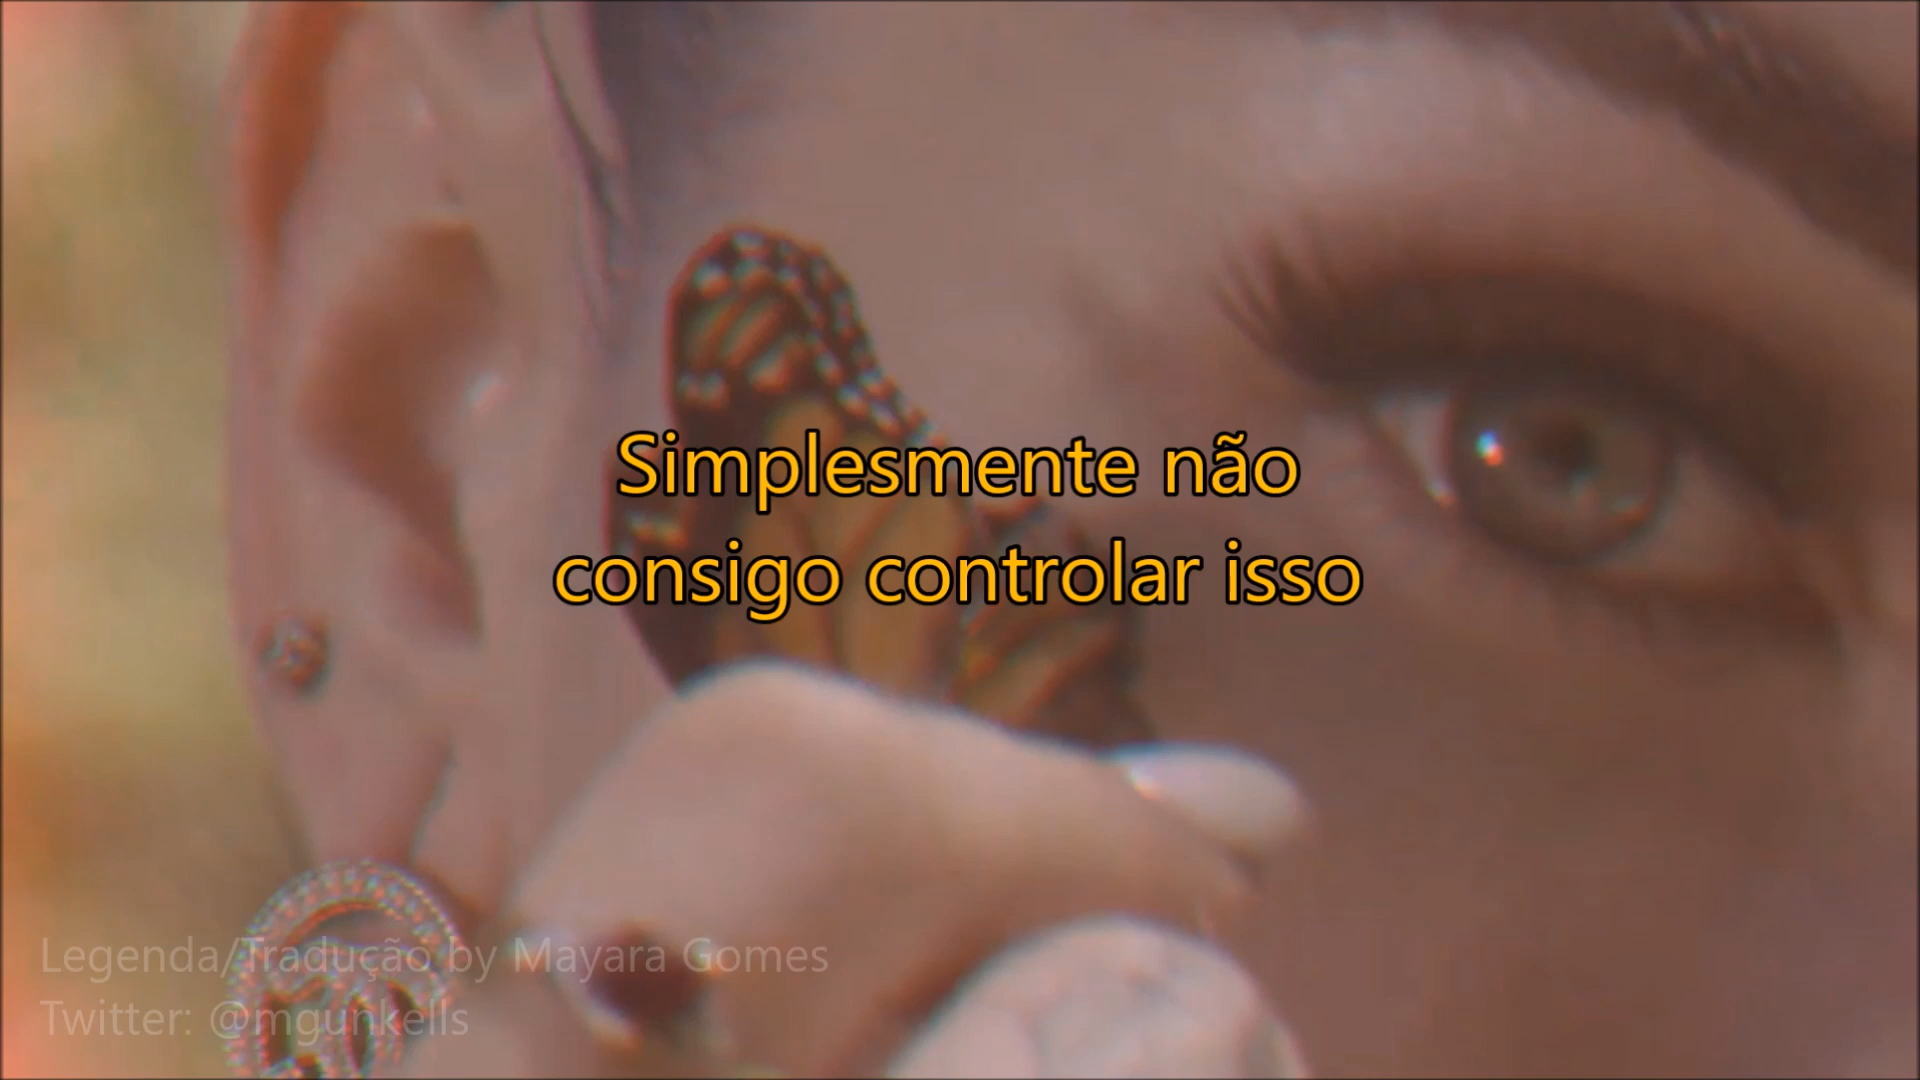 Simplesmente não
consigo controlar isso
Legenda/Tradução by Mayara Gomes
Twitter: @mgunkells